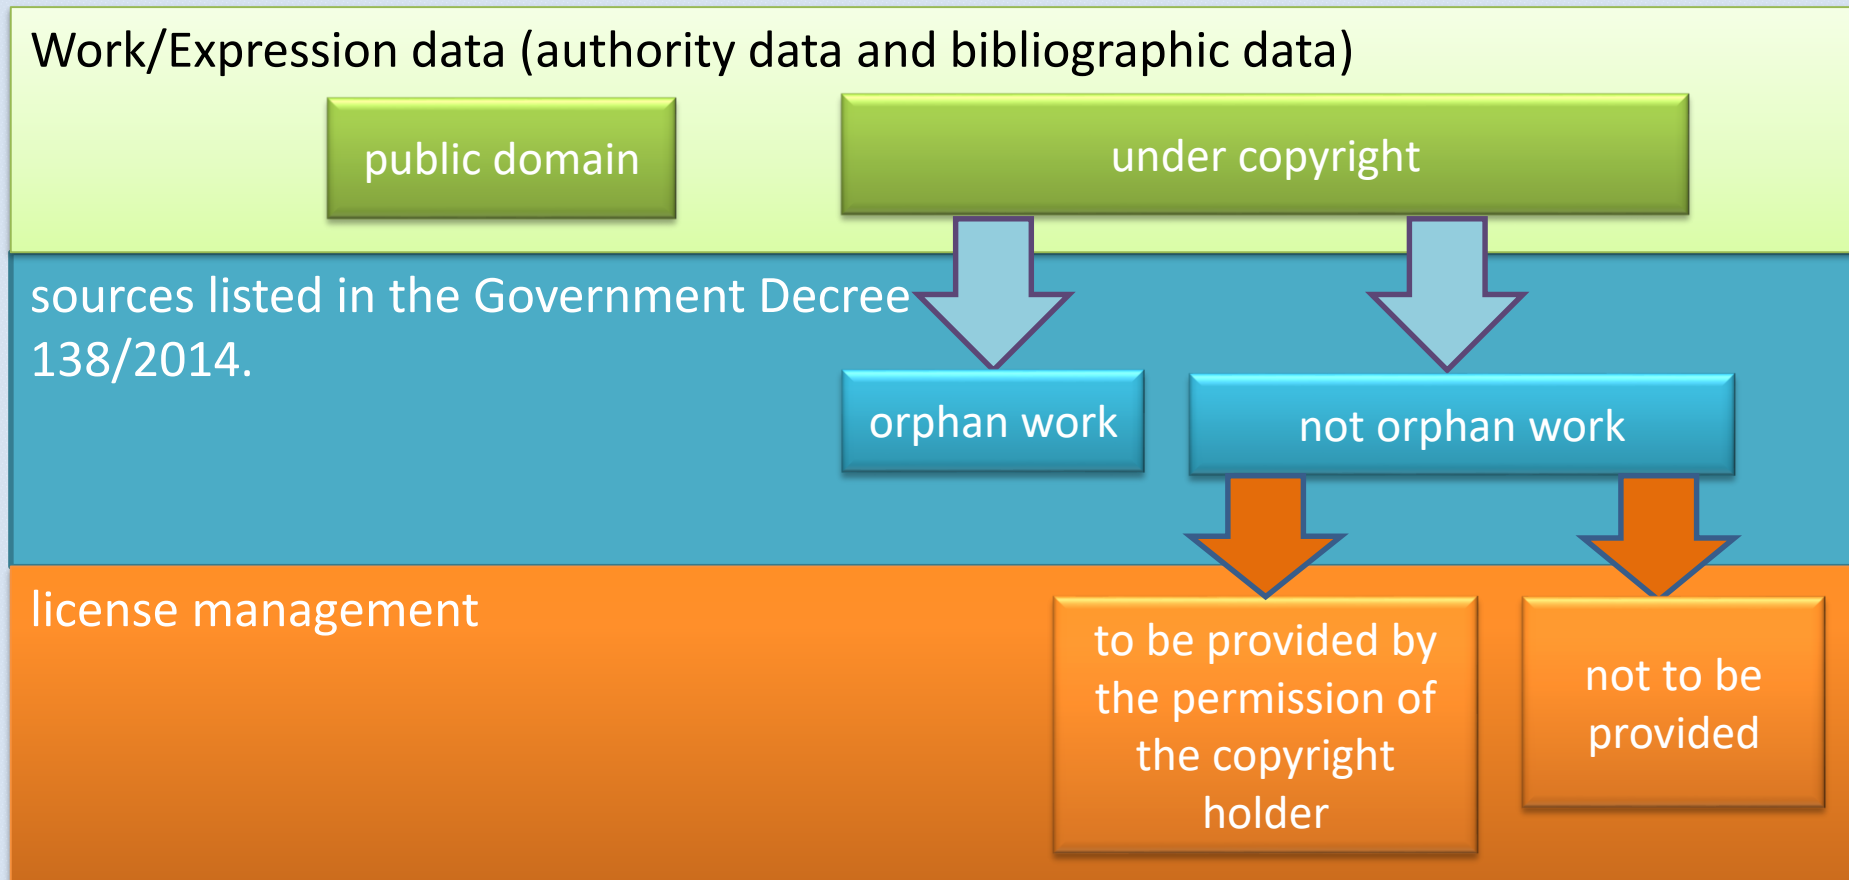 Work/Expression data (authority data and bibliographic data)
public domain
under copyright
sources listed in the Government Decree
138/2014.
orphan work
not orphan work
license management
to be provided by
the permission of
the copyright
holder
not to be
provided